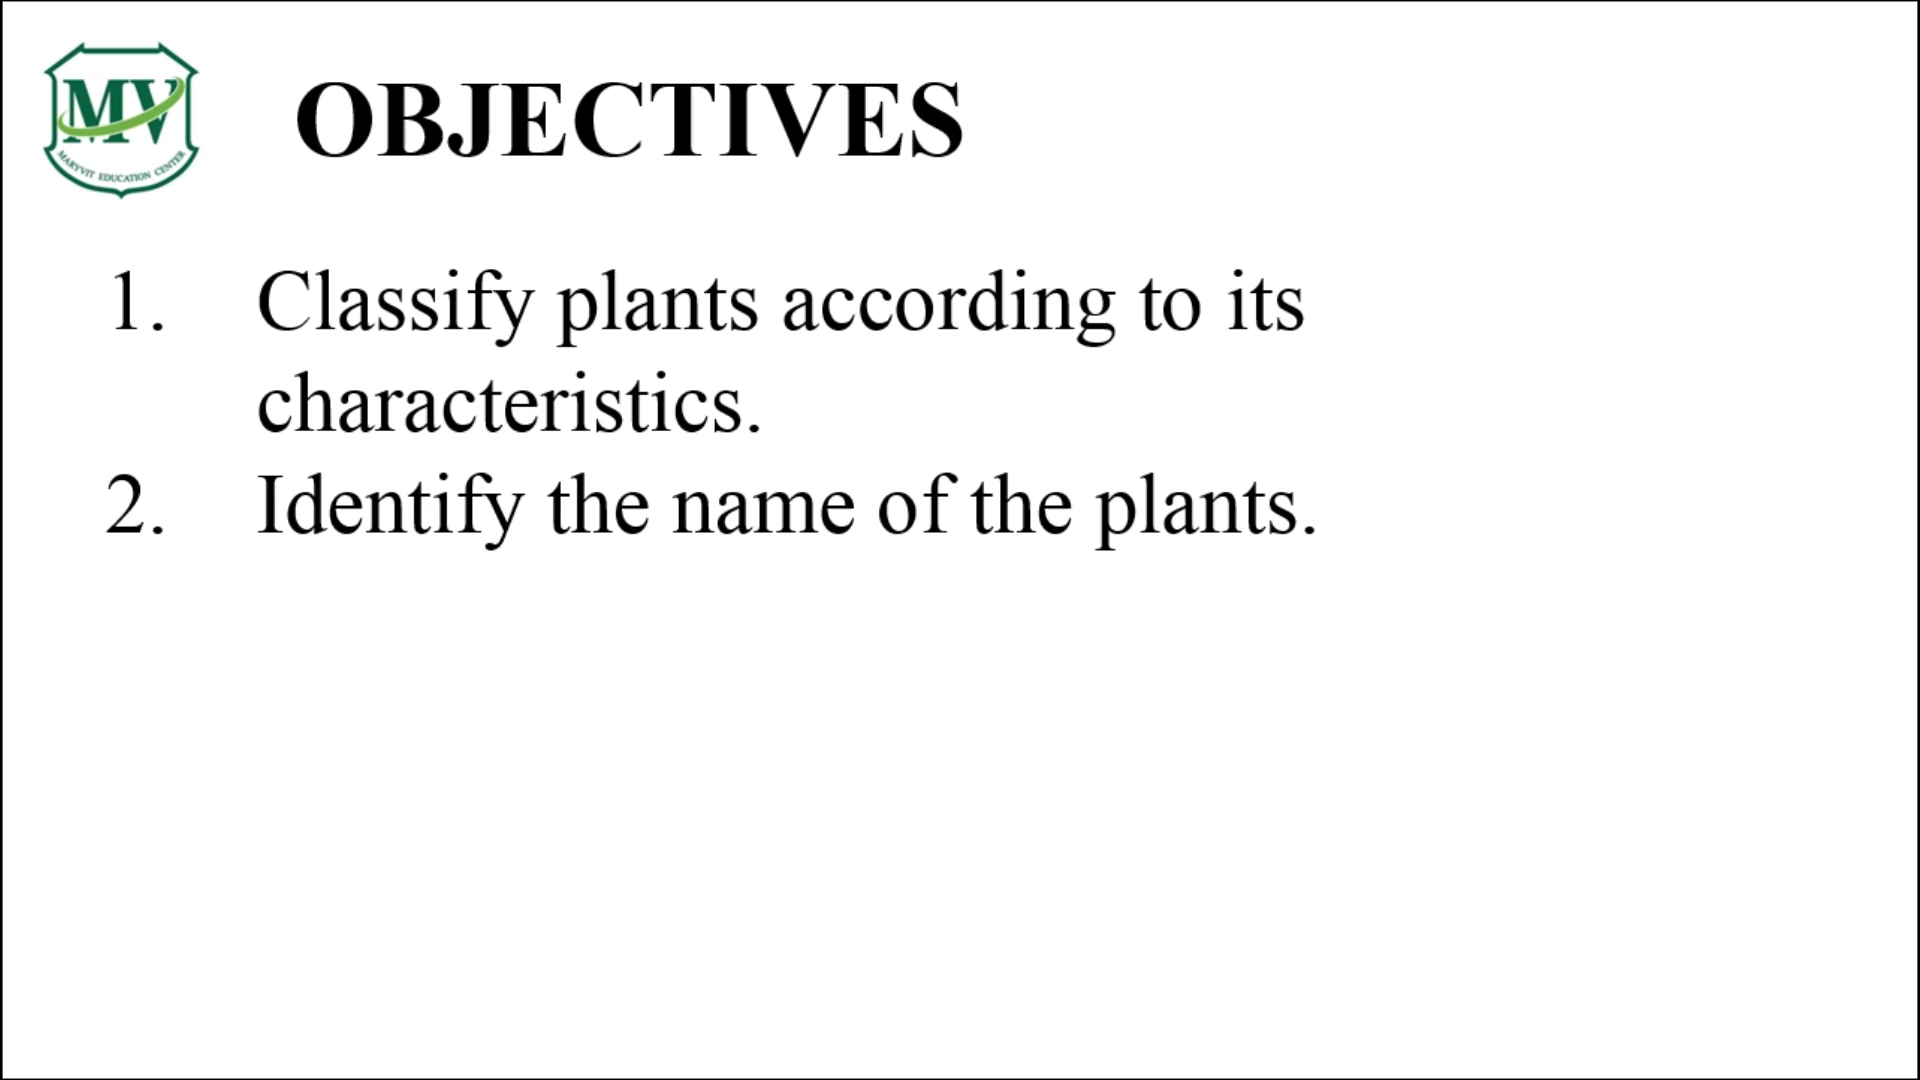 MV
MARYVIT EDUCATION CENTER
OBJECTIVES
1. Classify plants according to its
characteristics.
2. Identify the name of the plants.